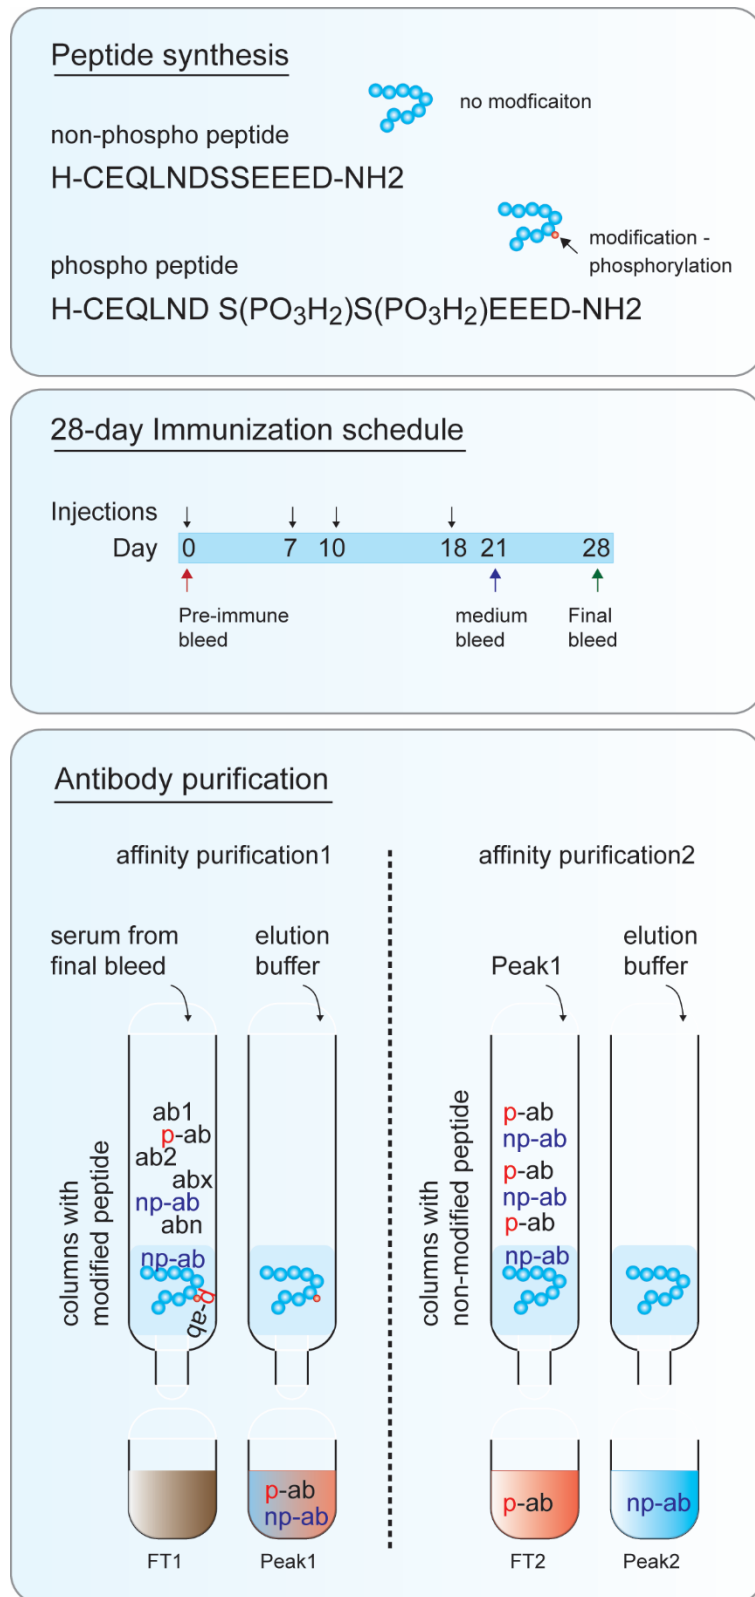 Peptide synthesis
no modficaiton
non-phospho peptide
H-CEQLNDSSEEED-NH2
modification -
phosphorylation
phospho peptide
H-CEQLND S(PO₃H₂)S(PO₃H₂)EEED-NH2
28-day Immunization schedule
Injections
Day 0 7 10 18 21 28
Pre-immune
bleed
medium
bleed
Final
bleed
Antibody purification
affinity purification1
serum from
final bleed
elution
buffer
columns with
modified peptide
ab1
p-ab
ab2
abx
np-ab
abn
np-ab
p-ab
p-ab
np-ab
FT1
Peak1
affinity purification2
Peak1
elution
buffer
columns with
non-modified peptide
p-ab
np-ab
p-ab
np-ab
p-ab
np-ab
p-ab
np-ab
FT2
Peak2